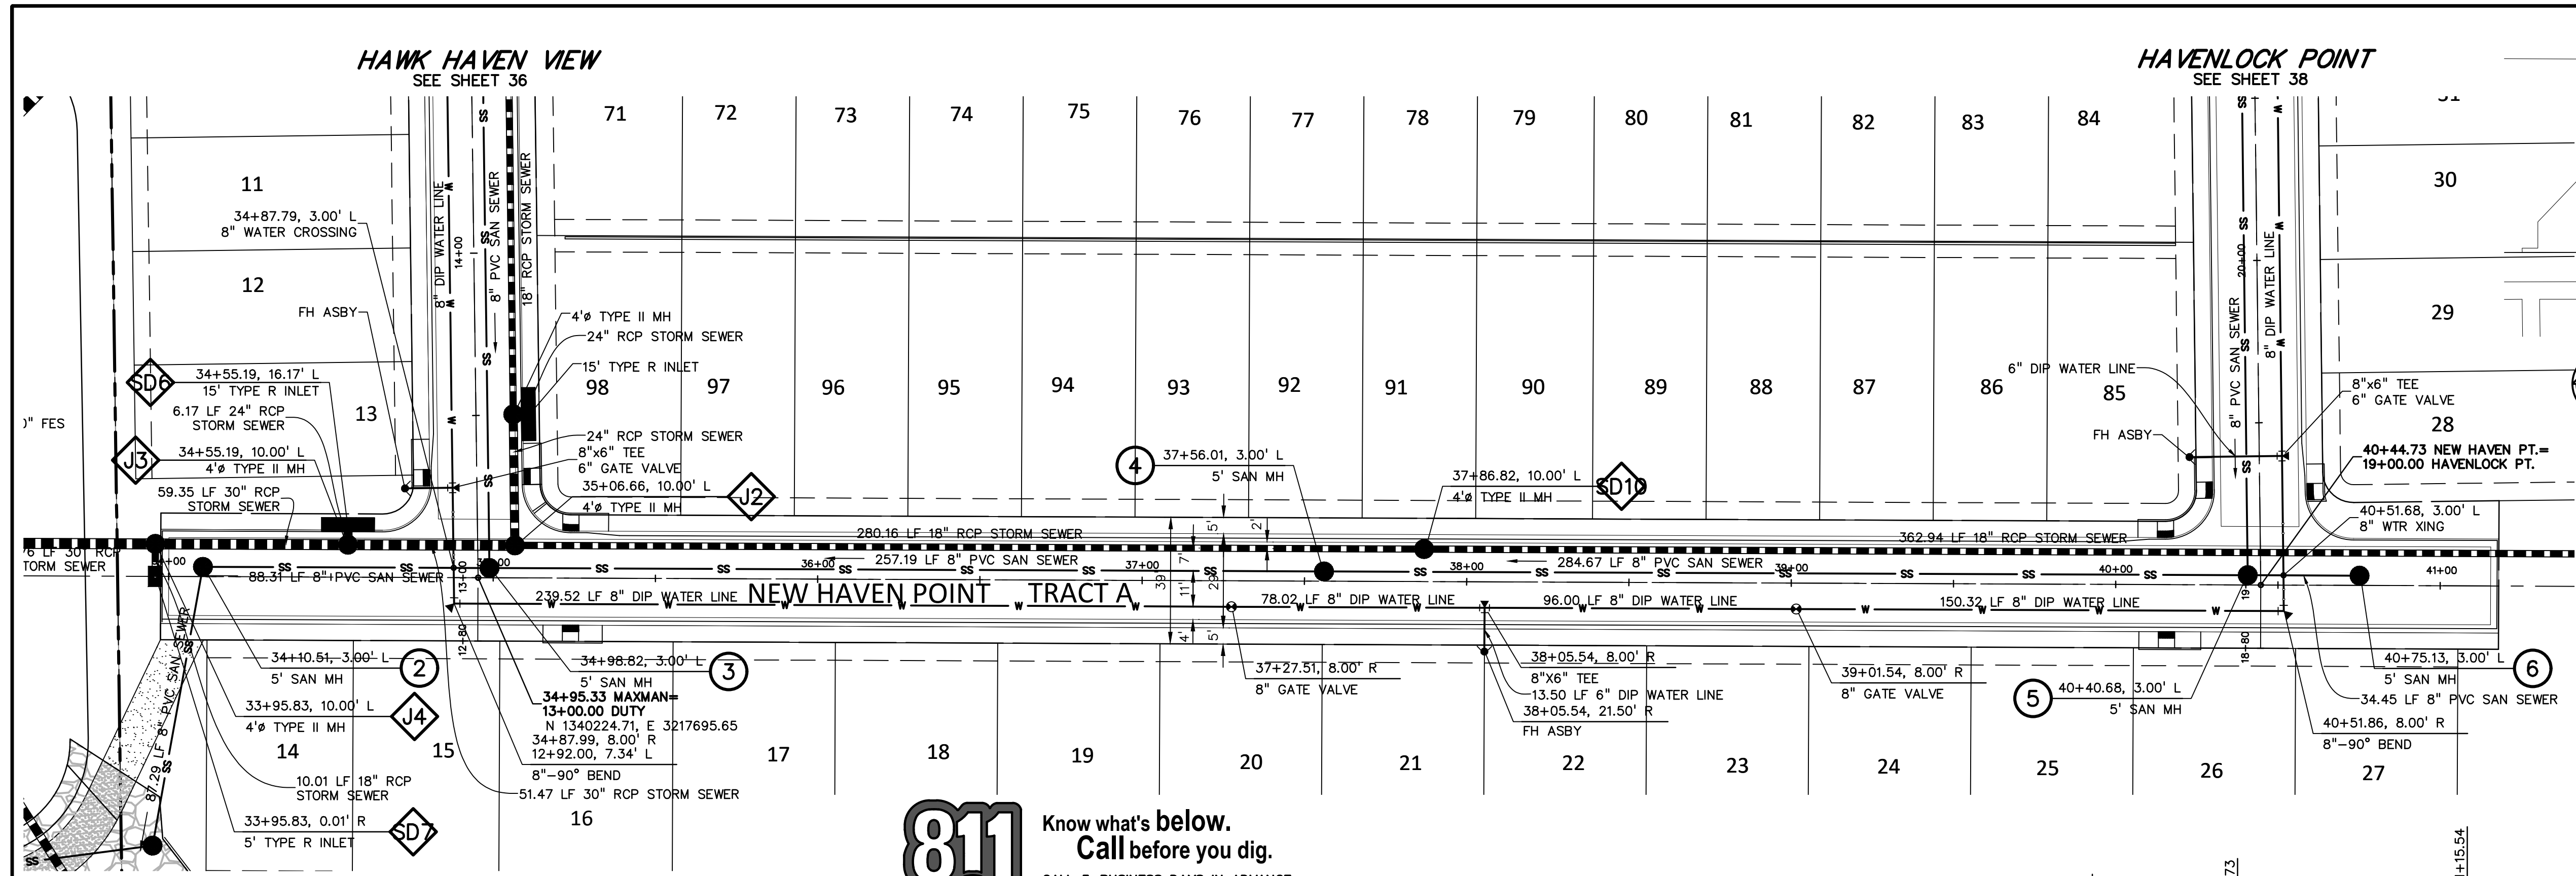 HAWK HAVEN VIEW
SEE SHEET 36
HAVENLOCK POINT
SEE SHEET 38
71
72
73
74
75
76
77
78
79
80
81
82
83
84
11
12
13
30
29
28
34+87.79, 3.00' L
8" WATER CROSSING
FH ASBY
8" DIP WATER LINE
14+00
8" PVC SAN SEWER
18" RCP STORM SEWER
SD6
34+55.19, 16.17' L
15' TYPE R INLET
6.17 LF 24" RCP
STORM SEWER
J3
34+55.19, 10.00' L
4'ø TYPE II MH
59.35 LF 30" RCP
STORM SEWER
0" FES
4'ø TYPE II MH
24" RCP STORM SEWER
15' TYPE R INLET
24" RCP STORM SEWER
8"x6" TEE
6" GATE VALVE
35+06.66, 10.00' L
4'ø TYPE II MH
J2
98
97
96
95
94
93
92
91
90
89
88
87
86
85
4
37+56.01, 3.00' L
5' SAN MH
37+86.82, 10.00' L
4'ø TYPE II MH
SD10
6" DIP WATER LINE
FH ASBY
8" PVC SAN SEWER
20+00
8" DIP WATER LINE
8"x6" TEE
6" GATE VALVE
40+44.73 NEW HAVEN PT.=
19+00.00 HAVENLOCK PT.
40+51.68, 3.00' L
8" WTR XING
6 LF 30" RCP
STORM SEWER
88.31 LF 8" PVC SAN SEWER
280.16 LF 18" RCP STORM SEWER
257.19 LF 8" PVC SAN SEWER
362.94 LF 18" RCP STORM SEWER
284.67 LF 8" PVC SAN SEWER
36+00
37+00
38+00
39+00
40+00
41+00
13+00
12+80
18+80
5'
2'
7'
39'
11'
29'
4'
5'
239.52 LF 8" DIP WATER LINE
NEW HAVEN POINT TRACT A
78.02 LF 8" DIP WATER LINE
96.00 LF 8" DIP WATER LINE
150.32 LF 8" DIP WATER LINE
34+10.51, 3.00' L
5' SAN MH
2
33+95.83, 10.00' L
4'ø TYPE II MH
J4
87.29 LF 8" PVC SAN SEWER
10.01 LF 18" RCP
STORM SEWER
33+95.83, 0.01' R
5' TYPE R INLET
SD7
34+98.82, 3.00' L
5' SAN MH
3
34+95.33 MAXMAN=
13+00.00 DUTY
N 1340224.71, E 3217695.65
34+87.99, 8.00' R
12+92.00, 7.34' L
8"-90° BEND
51.47 LF 30" RCP STORM SEWER
37+27.51, 8.00' R
8" GATE VALVE
38+05.54, 8.00' R
8"X6" TEE
13.50 LF 6" DIP WATER LINE
38+05.54, 21.50' R
FH ASBY
39+01.54, 8.00' R
8" GATE VALVE
5
40+40.68, 3.00' L
5' SAN MH
40+75.13, 3.00' L
5' SAN MH
6
34.45 LF 8" PVC SAN SEWER
40+51.86, 8.00' R
8"-90° BEND
14
15
16
17
18
19
20
21
22
23
24
25
26
27
811
Know what's below.
Call before you dig.
+15.54